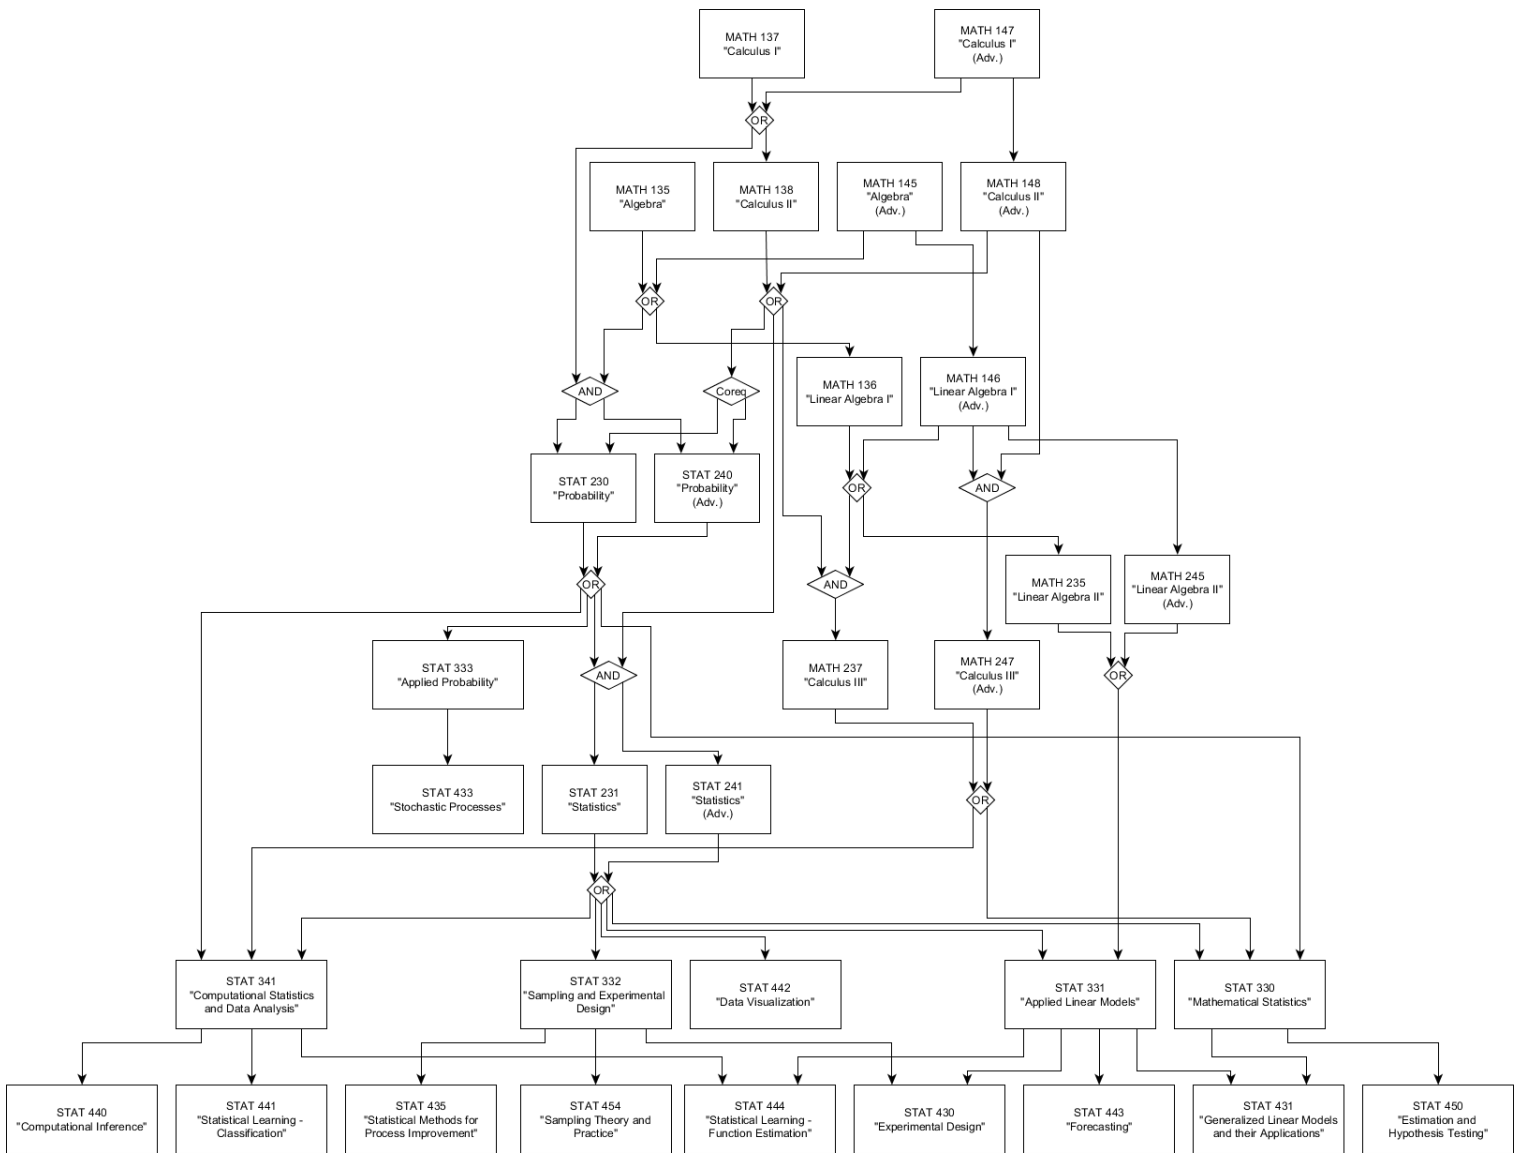 MATH 137
"Calculus I"
MATH 147
"Calculus I"
(Adv.)
OR
MATH 135
"Algebra"
MATH 138
"Calculus II"
MATH 145
"Algebra"
(Adv.)
MATH 148
"Calculus II"
(Adv.)
OR
OR
AND
Coreq
MATH 136
"Linear Algebra I"
MATH 146
"Linear Algebra I"
(Adv.)
STAT 230
"Probability"
STAT 240
"Probability"
(Adv.)
OR
AND
OR
AND
MATH 235
"Linear Algebra II"
MATH 245
"Linear Algebra II"
(Adv.)
STAT 333
"Applied Probability"
AND
MATH 237
"Calculus III"
MATH 247
"Calculus III"
(Adv.)
OR
STAT 433
"Stochastic Processes"
STAT 231
"Statistics"
STAT 241
"Statistics"
(Adv.)
OR
OR
STAT 341
"Computational Statistics
and Data Analysis"
STAT 332
"Sampling and Experimental
Design"
STAT 442
"Data Visualization"
STAT 331
"Applied Linear Models"
STAT 330
"Mathematical Statistics"
STAT 440
"Computational Inference"
STAT 441
"Statistical Learning -
Classification"
STAT 435
"Statistical Methods for
Process Improvement"
STAT 454
"Sampling Theory and
Practice"
STAT 444
"Statistical Learning -
Function Estimation"
STAT 430
"Experimental Design"
STAT 443
"Forecasting"
STAT 431
"Generalized Linear Models
and their Applications"
STAT 450
"Estimation and
Hypothesis Testing"